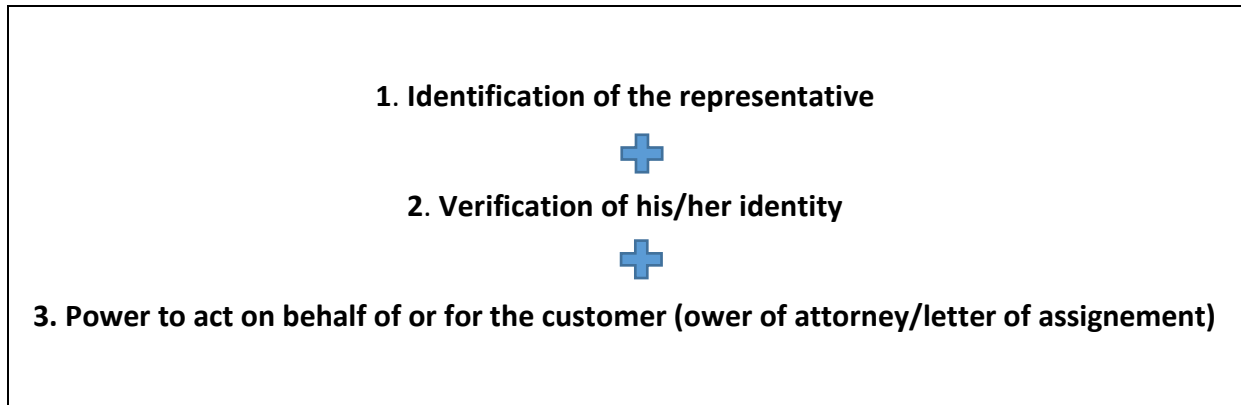 1. Identification of the representative
2. Verification of his/her identity
3. Power to act on behalf of or for the customer (ower of attorney/letter of assignement)